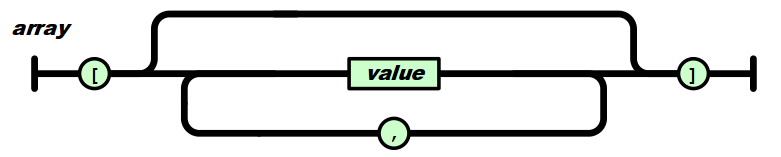 array
[ value ]
,